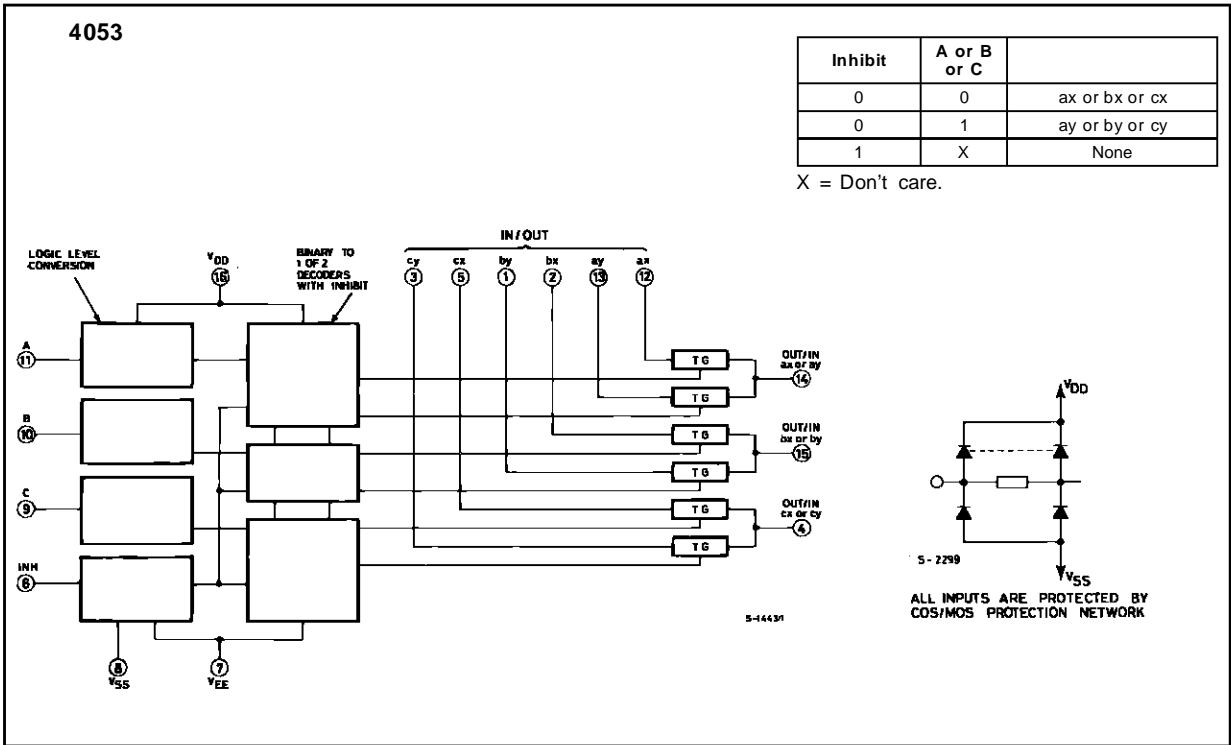 4053
Inhibit
A or B
or C
0
0
ax or bx or cx
0
1
ay or by or cy
1
X
None
X = Don't care.
LOGIC LEVEL
CONVERSION
VDD
16
BINARY TO
1 OF 2
DECODERS
WITH INHIBIT
IN/OUT
cy
cx
by
bx
ay
ax
3
5
1
2
13
12
A
11
B
10
C
9
INH
6
8
VSS
7
VEE
TG
TG
TG
TG
TG
TG
OUT/IN
ax or ay
14
OUT/IN
bx or by
15
OUT/IN
cx or cy
4
S-1443/1
VDD
S-2299
VSS
ALL INPUTS ARE PROTECTED BY
COS/MOS PROTECTION NETWORK